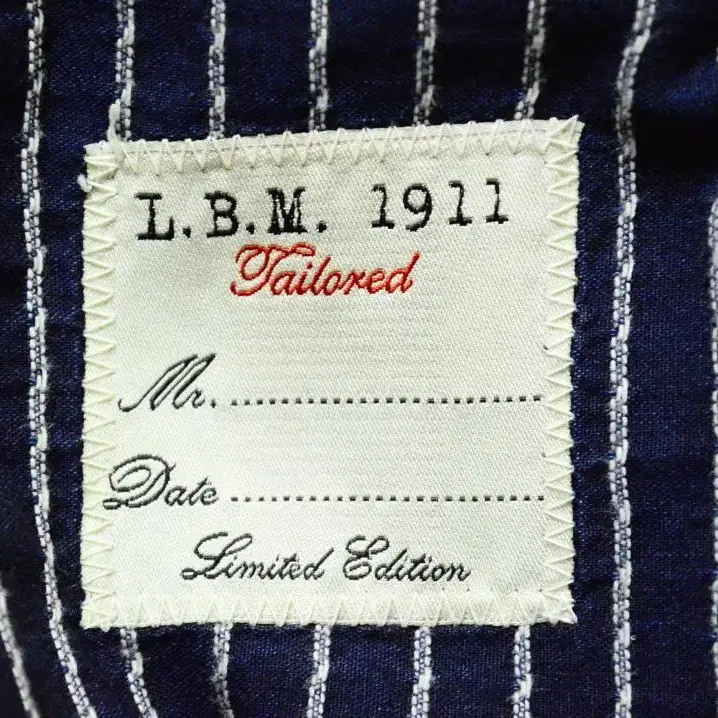 L.B.M. 1911
Tailored
Mr. ........................................
Date ........................................
Limited Edition